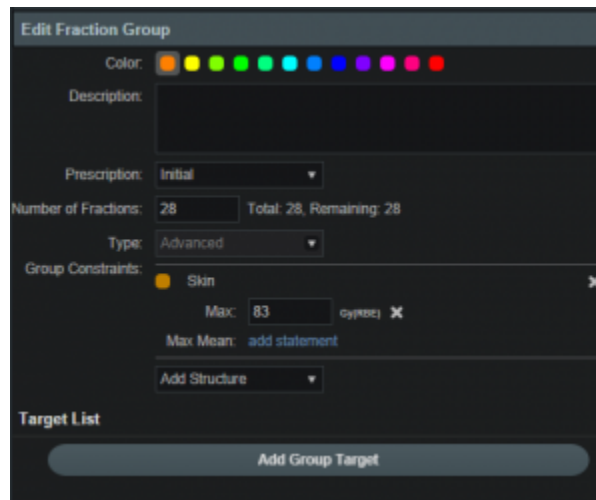 Edit Fraction Group
Color:
Description:
Prescription: Initial
Number of Fractions: 28 Total: 28, Remaining: 28
Type: Advanced
Group Constraints:
Skin
Max: 83 Gy(RBE)
Max Mean: add statement
Add Structure
Target List
Add Group Target